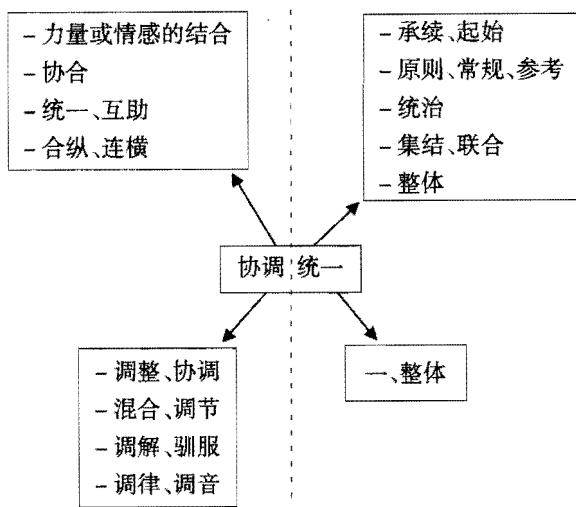 – 力量或情感的结合
– 协合
– 统一、互助
– 合纵、连横
– 承续、起始
– 原则、常规、参考
– 统治
– 集结、联合
– 整体
协调 统一
– 调整、协调
– 混合、调节
– 调解、驯服
– 调律、调音
一、整体